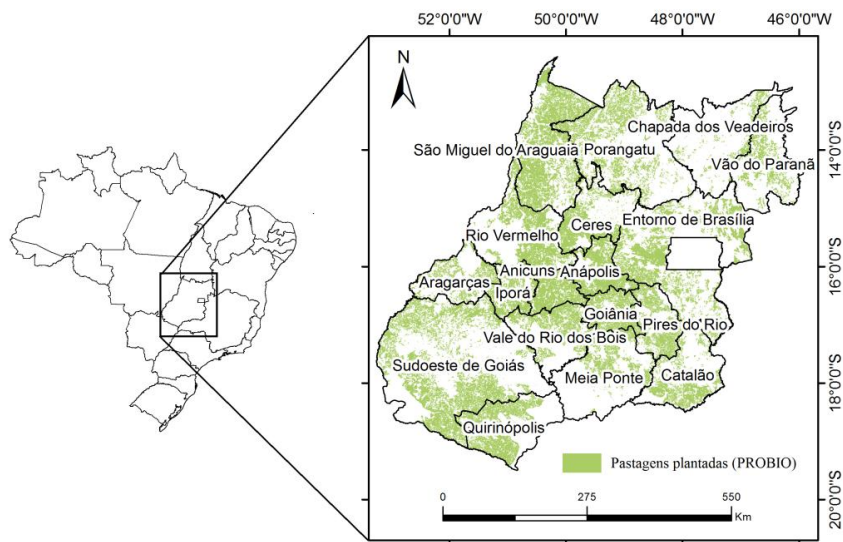 52°0'0"W 50°0'0"W 48°0'0"W 46°0'0"W
N
Chapada dos Veadeiros
São Miguel do Araguaia Porangatu
Vão do Paranã
14°0'0"S
Entorno de Brasília
Ceres
Rio Vermelho
16°0'0"S
Anicuns Anápolis
Aragarças
Iporá
Goiânia
Pires do Rio
Vale do Rio dos Bois
Sudoeste de Goiás
Meia Ponte
Catalão
18°0'0"S
Quirinópolis
Pastagens plantadas (PROBIO)
0 275 550
Km
20°0'0"S